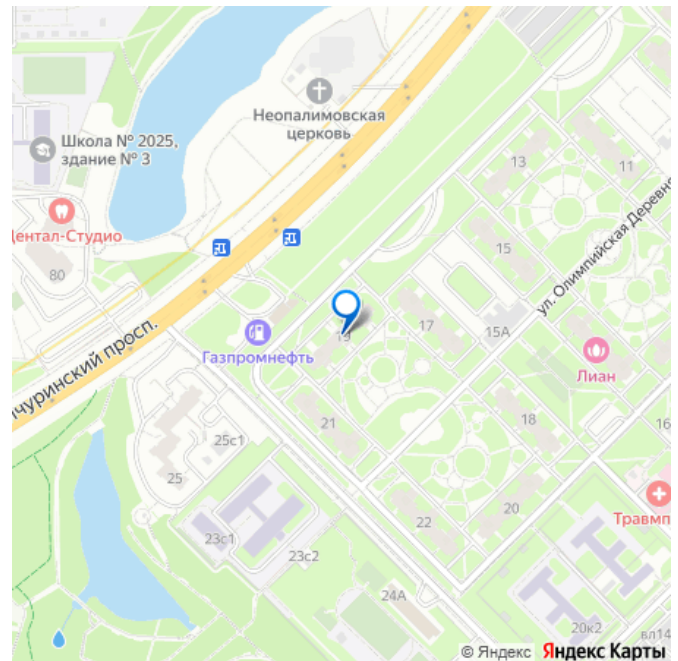 Неопалимовская
церковь
Школа № 2025,
здание № 3
13
11
Дентал-Студио
80
15
ул. Олимпийская Деревня
17
15А
19
Газпромнефть
Мичуринский просп.
Лиан
21
18
16
25с1
25
20
22
Травмп
23с1
23с2
24А
20к2
вл14
© Яндекс Яндекс Карты